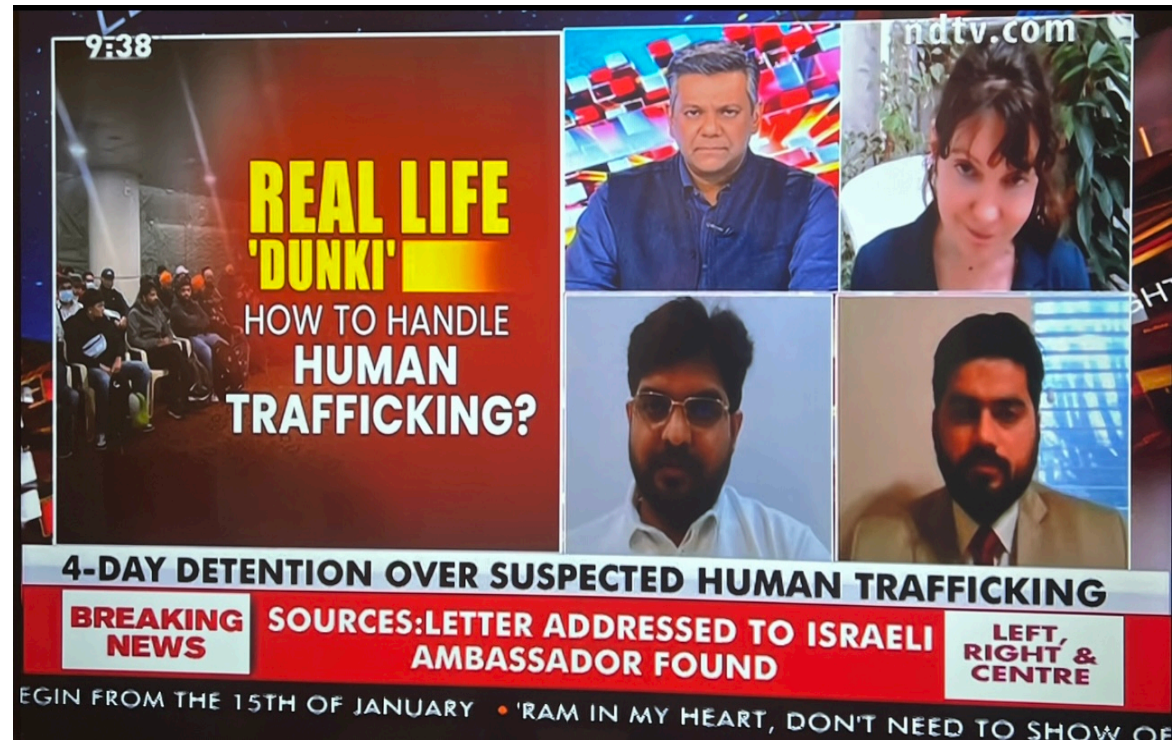 9:38
ndtv.com
REAL LIFE
'DUNKI'
HOW TO HANDLE
HUMAN
TRAFFICKING?
4-DAY DETENTION OVER SUSPECTED HUMAN TRAFFICKING
BREAKING
NEWS
SOURCES:LETTER ADDRESSED TO ISRAELI
AMBASSADOR FOUND
LEFT,
RIGHT &
CENTRE
EGIN FROM THE 15TH OF JANUARY • 'RAM IN MY HEART, DON'T NEED TO SHOW OF